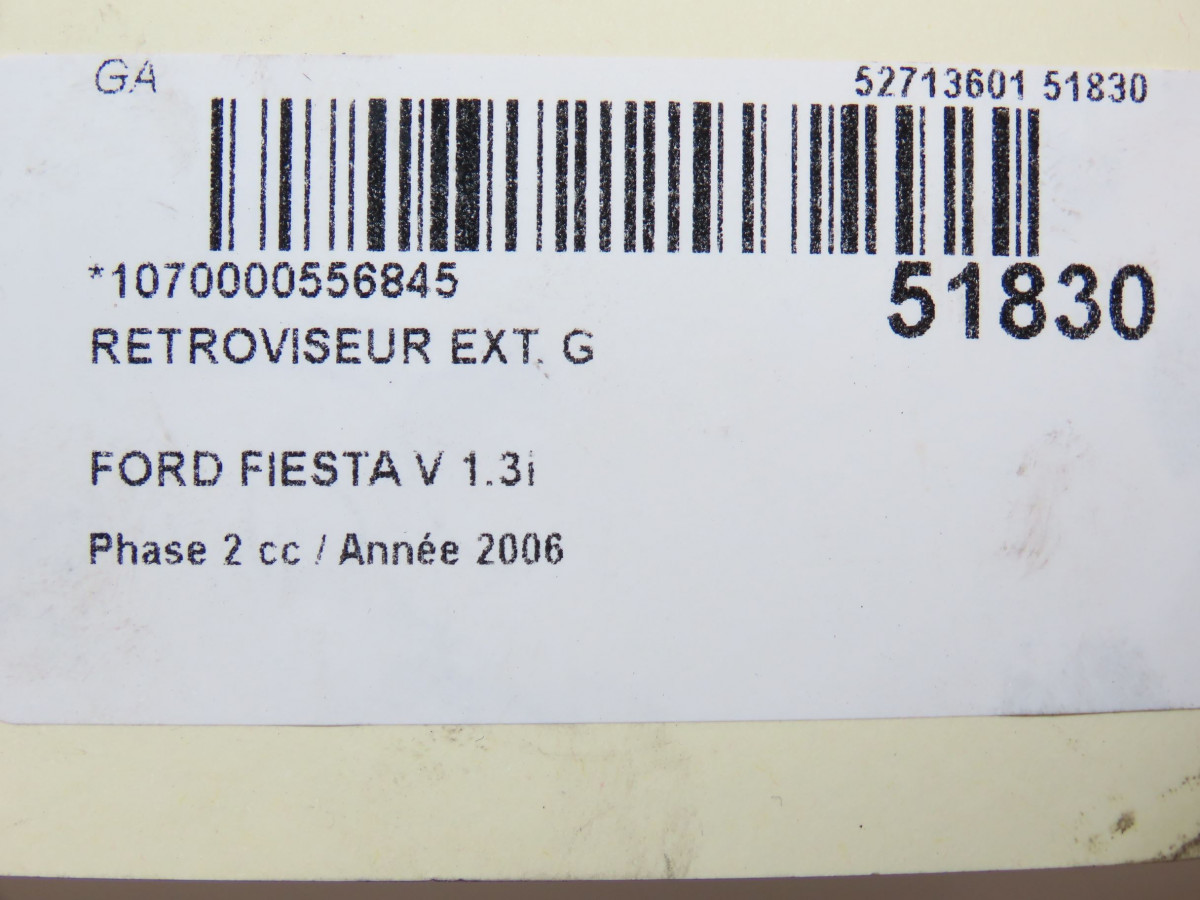 GA
52713601 51830
*1070000556845
51830
RETROVISEUR EXT. G
FORD FIESTA V 1.3i
Phase 2 cc / Année 2006